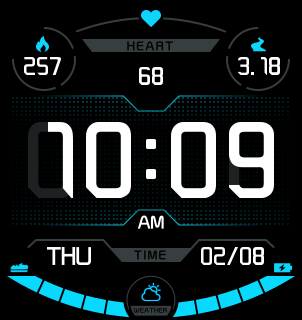 HEART
257
68
3.18
10:09
AM
THU
TIME
02/08
WEATHER